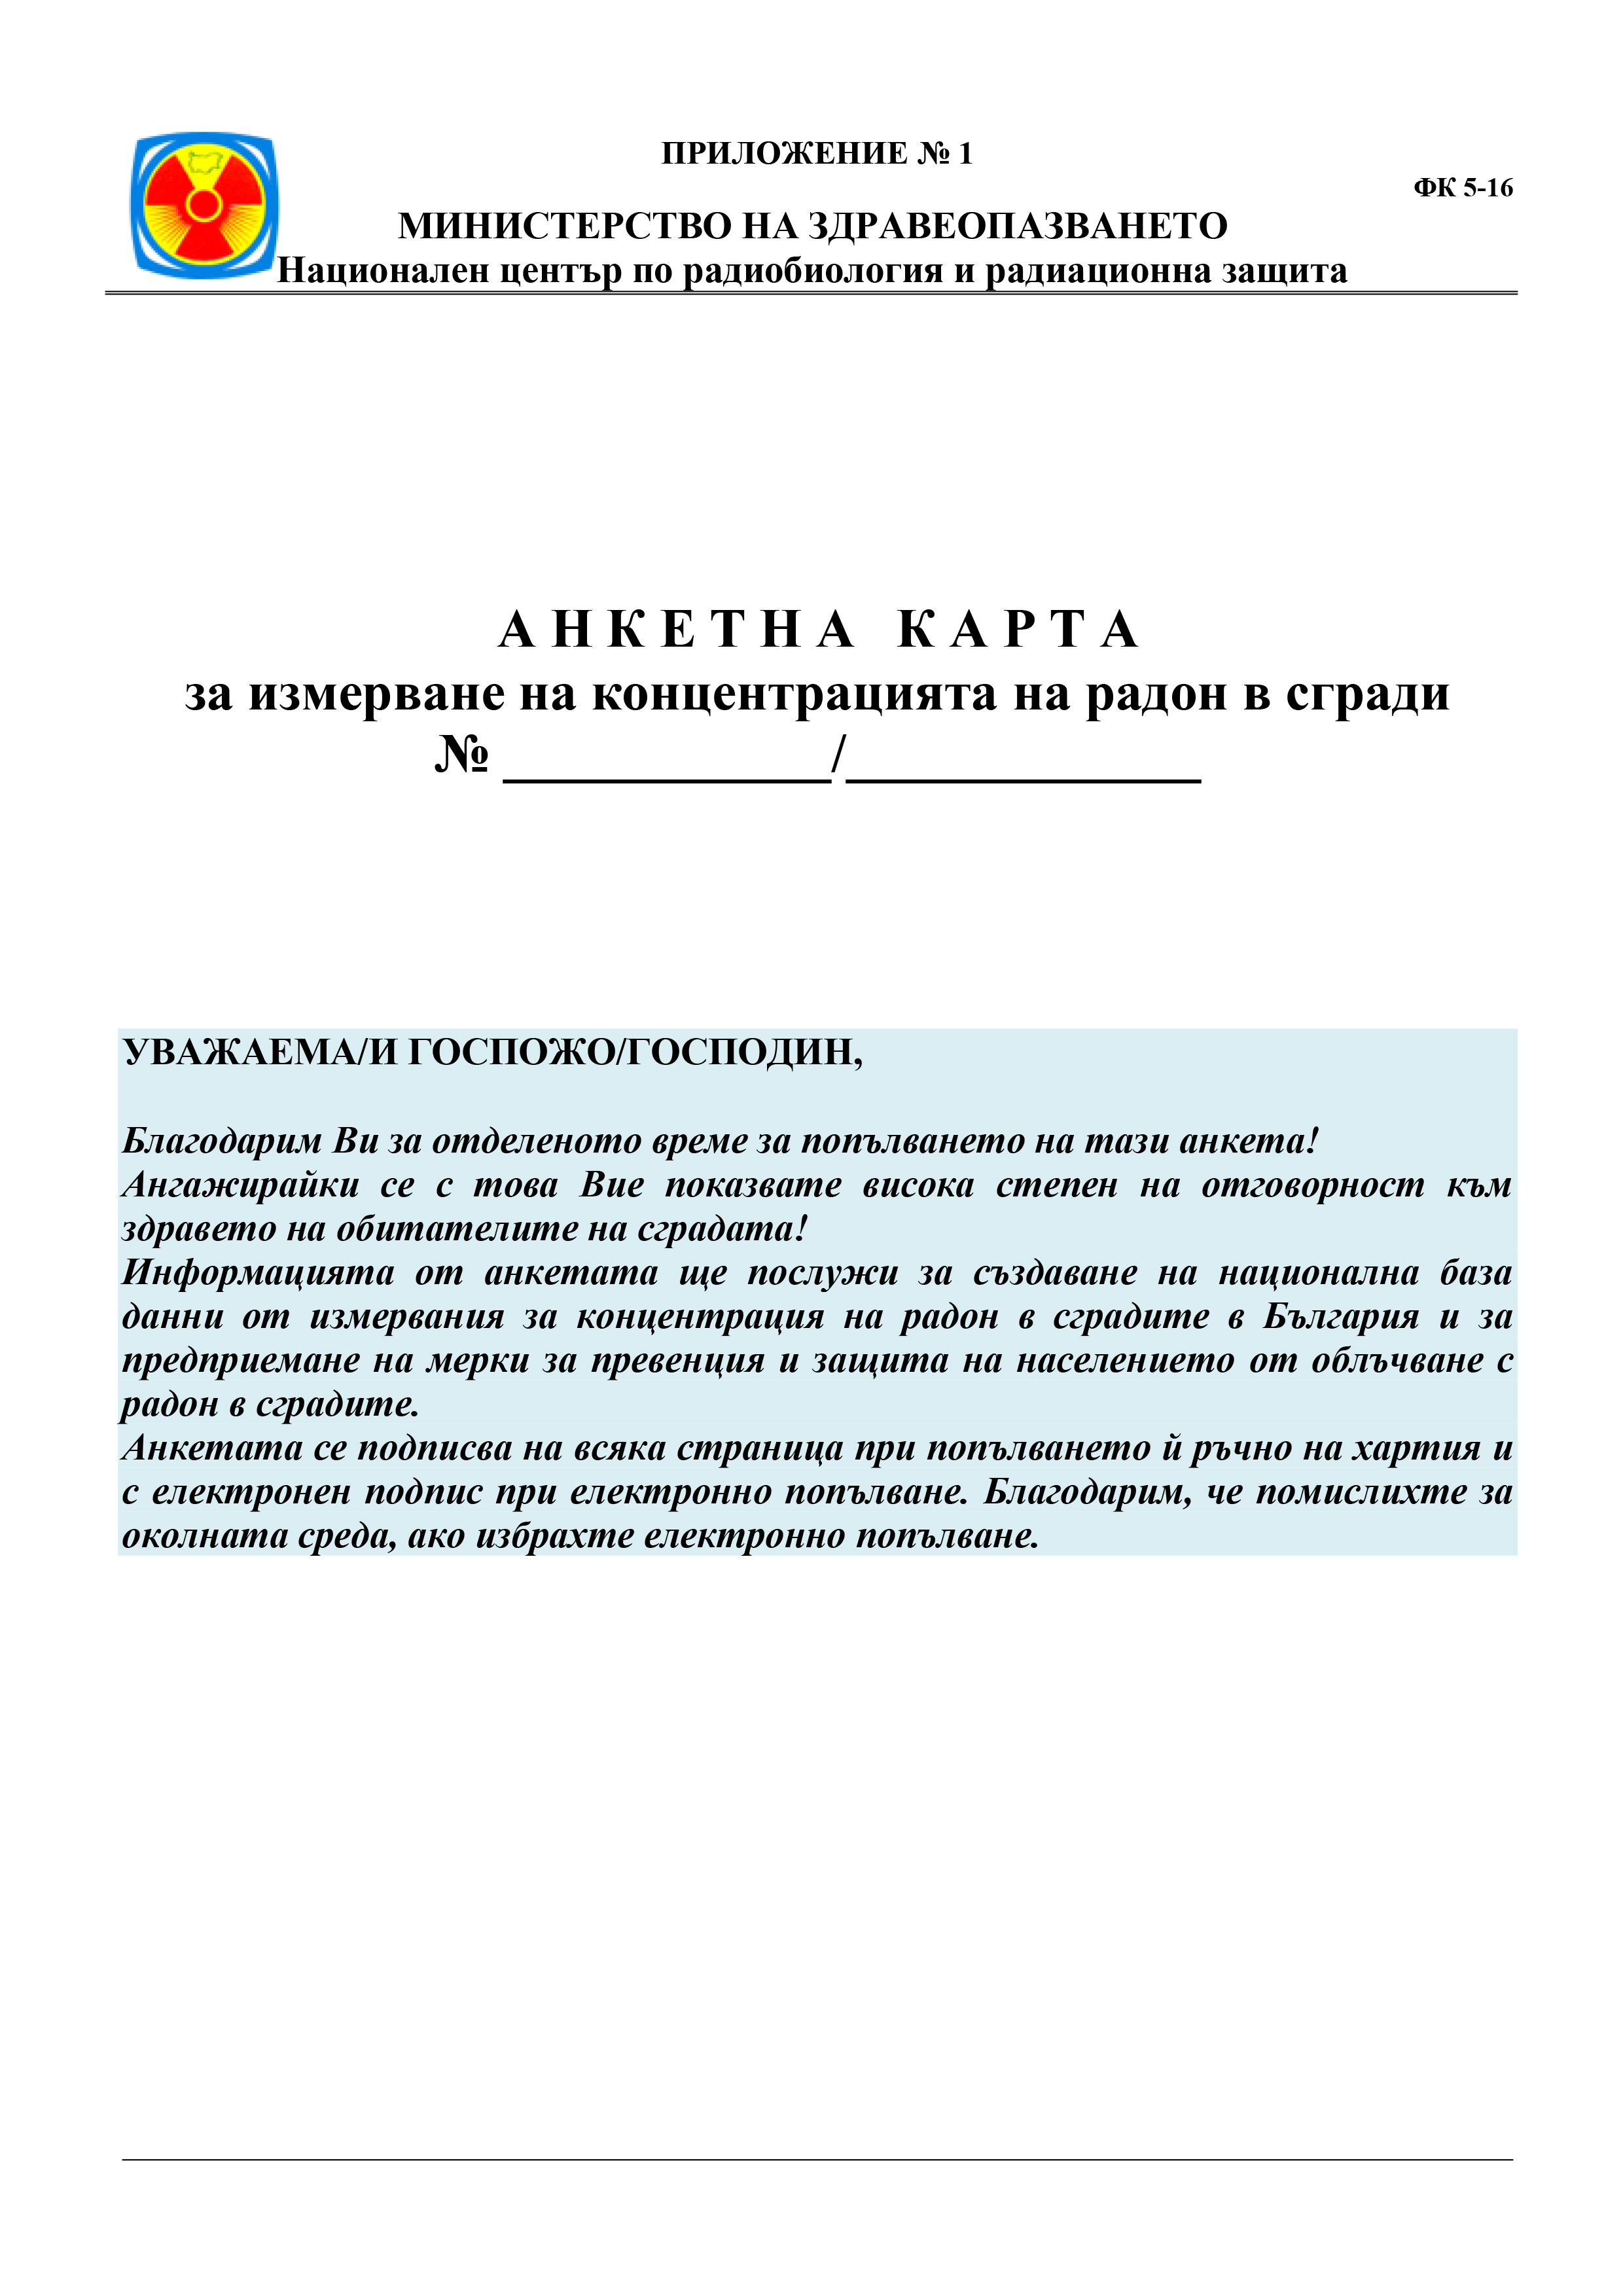 ПРИЛОЖЕНИЕ № 1
ФК 5-16
МИНИСТЕРСТВО НА ЗДРАВЕОПАЗВАНЕТО
Национален център по радиобиология и радиационна защита
А Н К Е Т Н А К А Р Т А
за измерване на концентрацията на радон в сгради
№ ____________/_____________
УВАЖАЕМА/И ГОСПОЖО/ГОСПОДИН,
Благодарим Ви за отделеното време за попълването на тази анкета!
Ангажирайки се с това Вие показвате висока степен на отговорност към
здравето на обитателите на сградата!
Информацията от анкетата ще послужи за създаване на национална база
данни от измервания за концентрация на радон в сградите в България и за
предприемане на мерки за превенция и защита на населението от облъчване с
радон в сградите.
Анкетата се подписва на всяка страница при попълването й ръчно на хартия и
с електронен подпис при електронно попълване. Благодарим, че помислихте за
околната среда, ако избрахте електронно попълване.